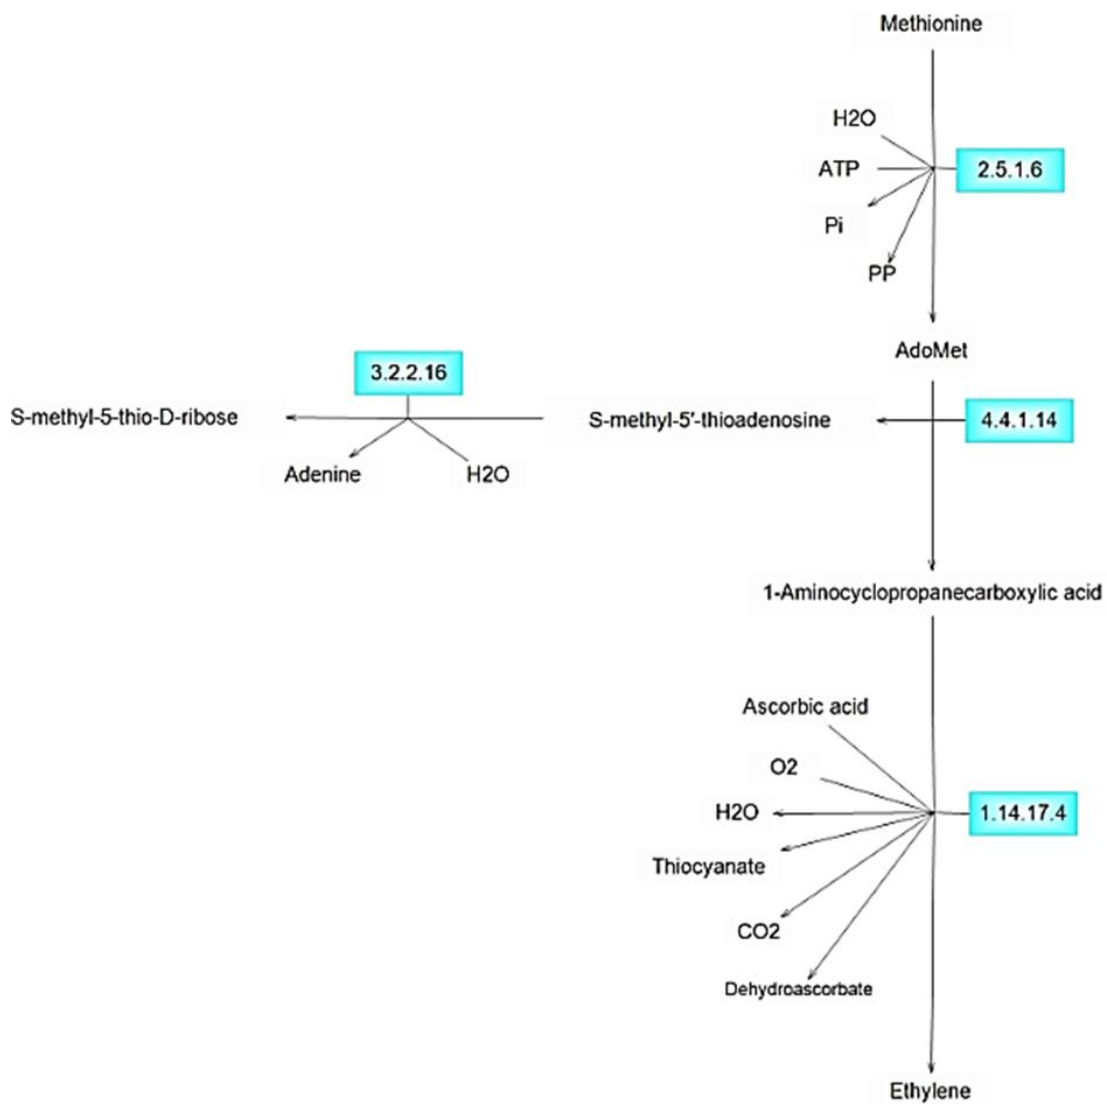 Methionine
H2O
ATP
2.5.1.6
Pi
PP
AdoMet
3.2.2.16
S-methyl-5-thio-D-ribose
S-methyl-5'-thioadenosine
4.4.1.14
Adenine
H2O
1-Aminocyclopropanecarboxylic acid
Ascorbic acid
O2
H2O
1.14.17.4
Thiocyanate
CO2
Dehydroascorbate
Ethylene